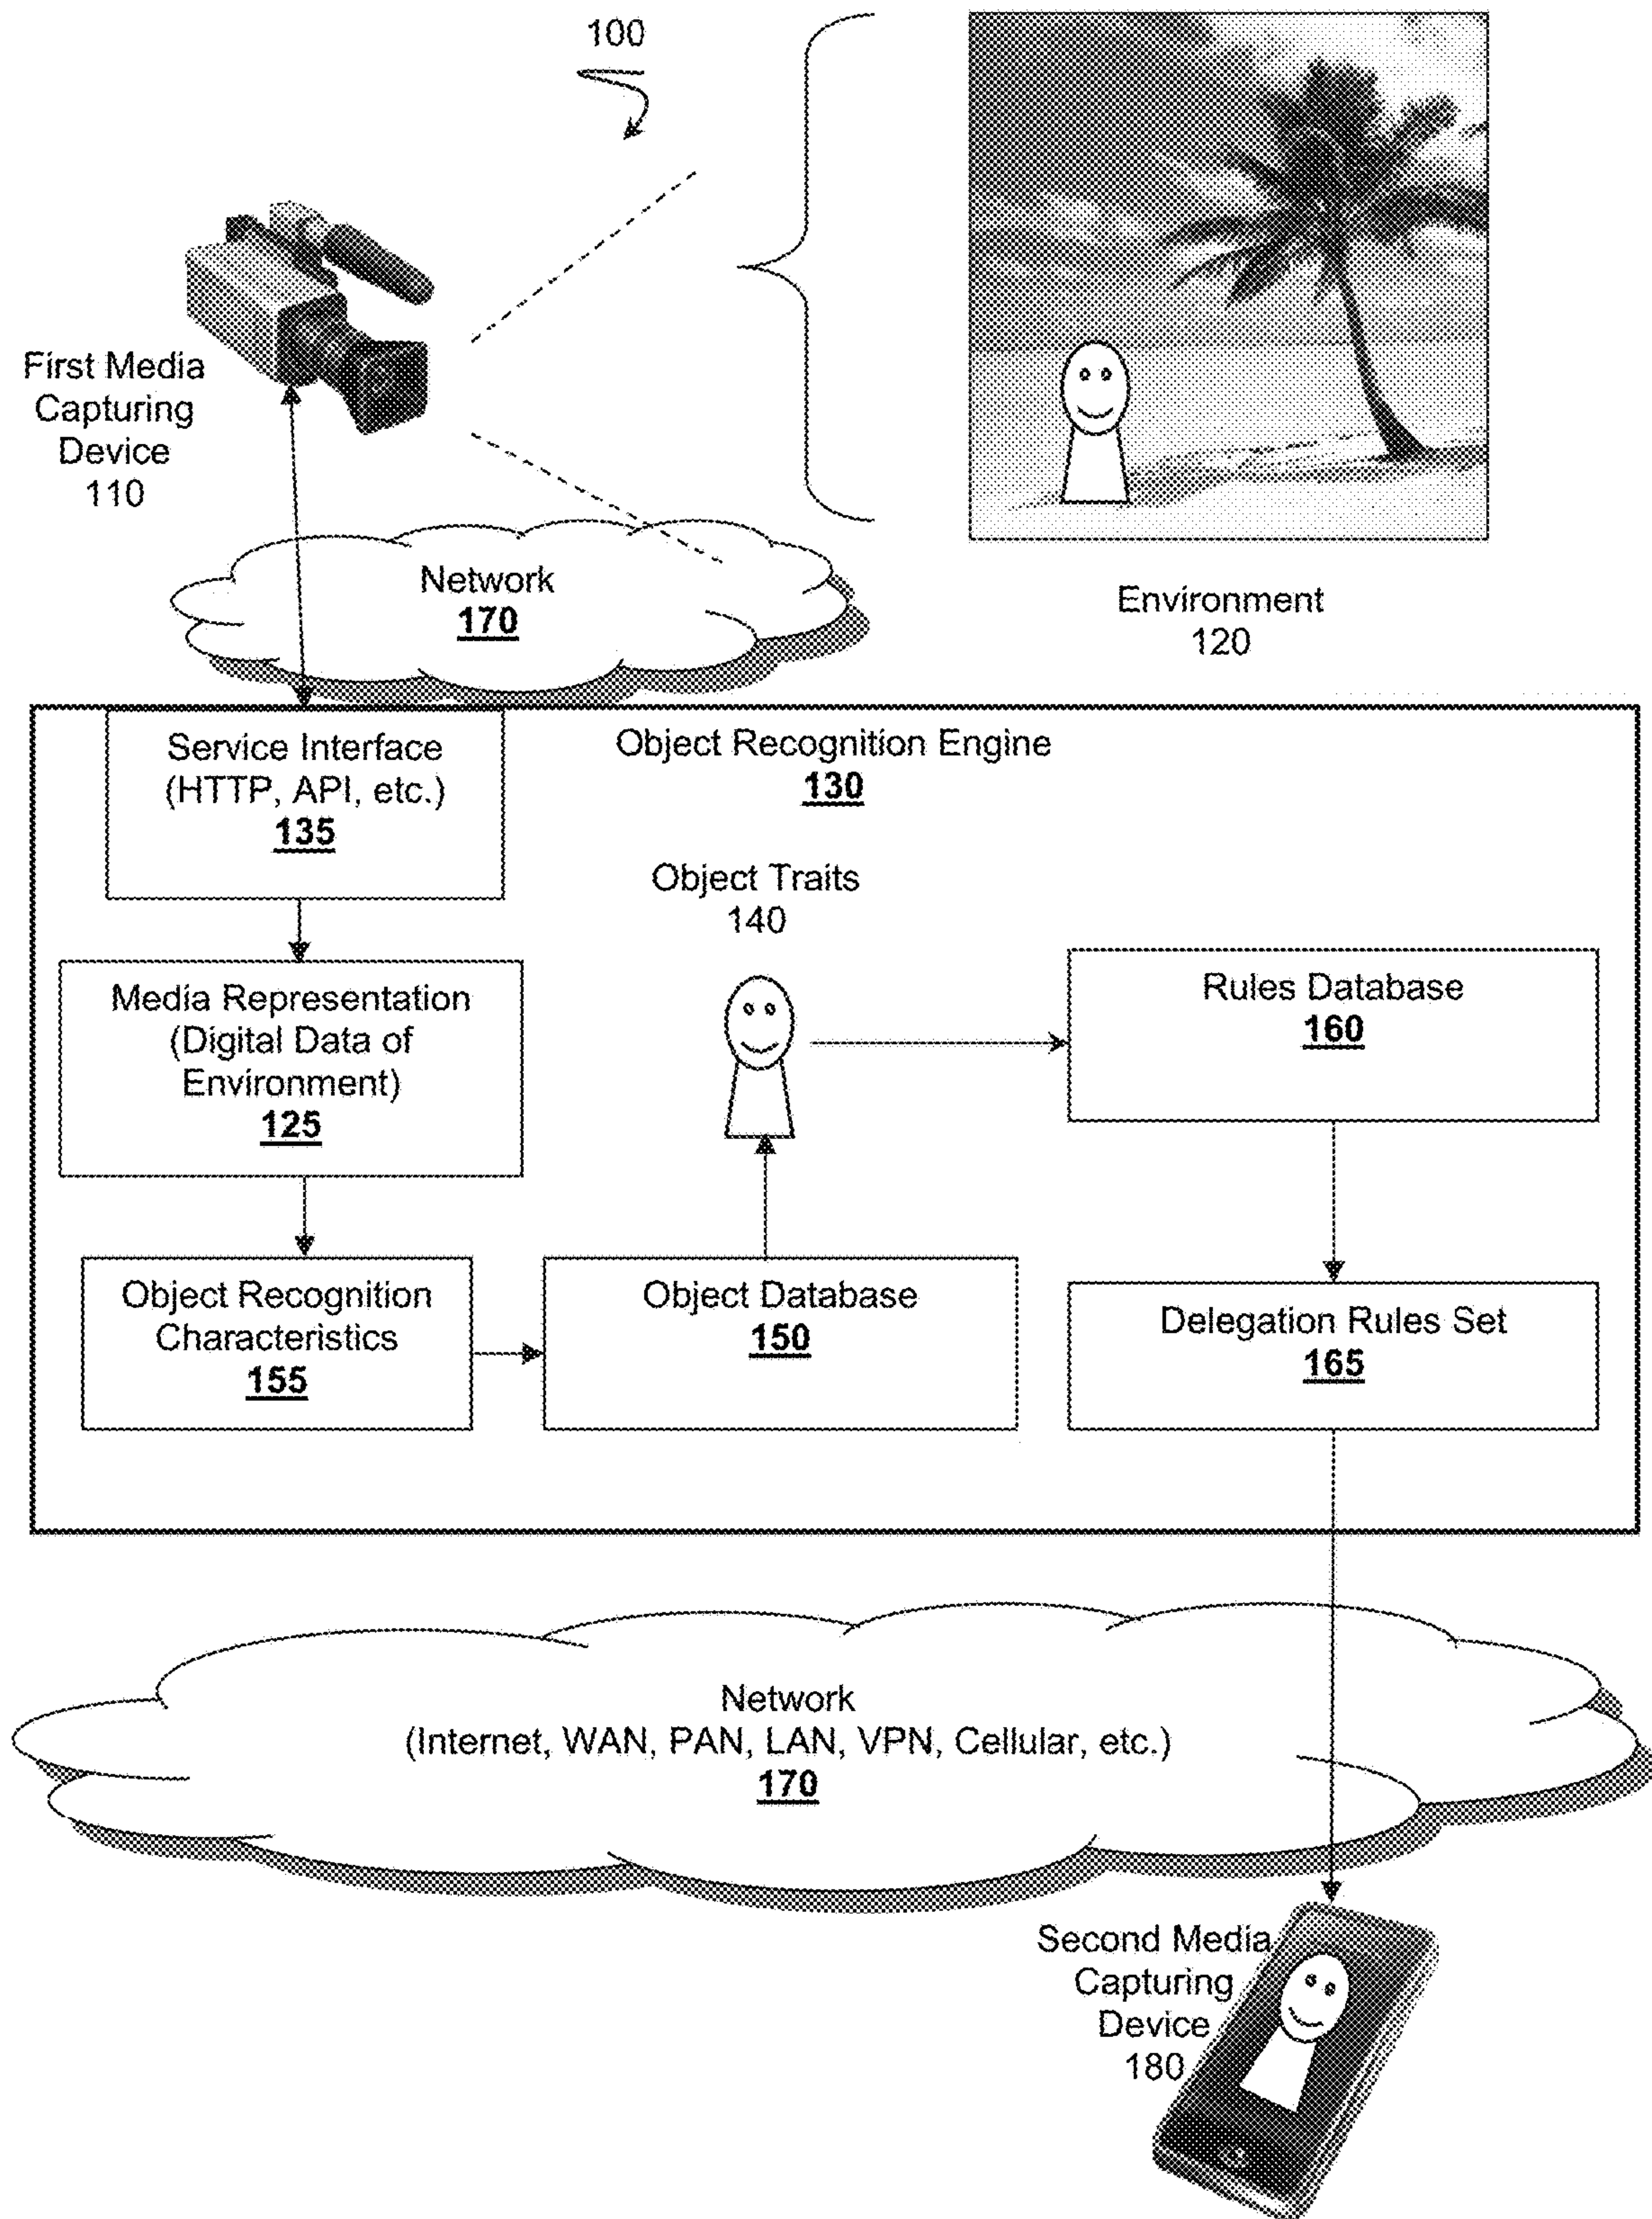 100
First Media
Capturing
Device
110
Network
170
Environment
120
Service Interface
(HTTP, API, etc.)
135
Object Recognition Engine
130
Object Traits
140
Media Representation
(Digital Data of
Environment)
125
Rules Database
160
Object Recognition
Characteristics
155
Object Database
150
Delegation Rules Set
165
Network
(Internet, WAN, PAN, LAN, VPN, Cellular, etc.)
170
Second Media
Capturing
Device
180